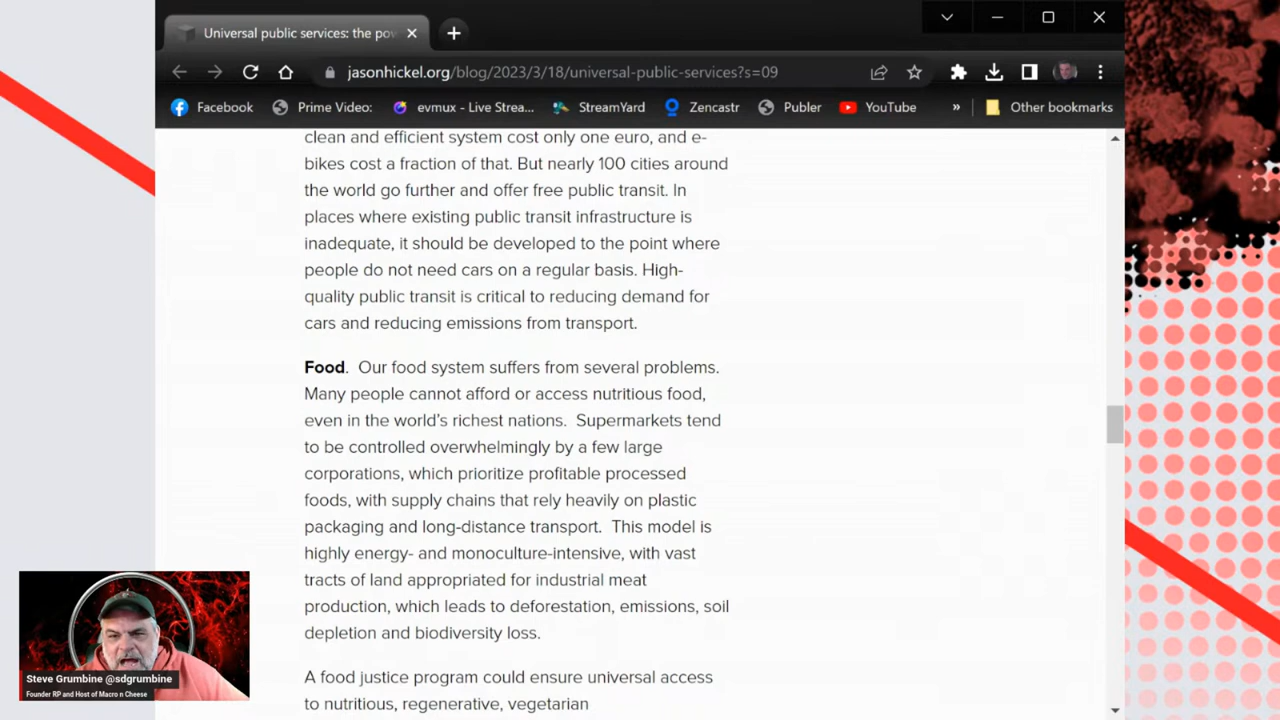 Universal public services: the pov
jasonhickel.org/blog/2023/3/18/universal-public-services?s=09
Facebook
Prime Video:
evmux - Live Strea...
StreamYard
Zencastr
Publer
YouTube
»
Other bookmarks
clean and efficient system cost only one euro, and e-
bikes cost a fraction of that. But nearly 100 cities around
the world go further and offer free public transit. In
places where existing public transit infrastructure is
inadequate, it should be developed to the point where
people do not need cars on a regular basis. High-
quality public transit is critical to reducing demand for
cars and reducing emissions from transport.
Food. Our food system suffers from several problems.
Many people cannot afford or access nutritious food,
even in the world's richest nations. Supermarkets tend
to be controlled overwhelmingly by a few large
corporations, which prioritize profitable processed
foods, with supply chains that rely heavily on plastic
packaging and long-distance transport. This model is
highly energy- and monoculture-intensive, with vast
tracts of land appropriated for industrial meat
production, which leads to deforestation, emissions, soil
depletion and biodiversity loss.
A food justice program could ensure universal access
to nutritious, regenerative, vegetarian
Steve Grumbine @sdgrumbine
Founder RP and Host of Macro n Cheese